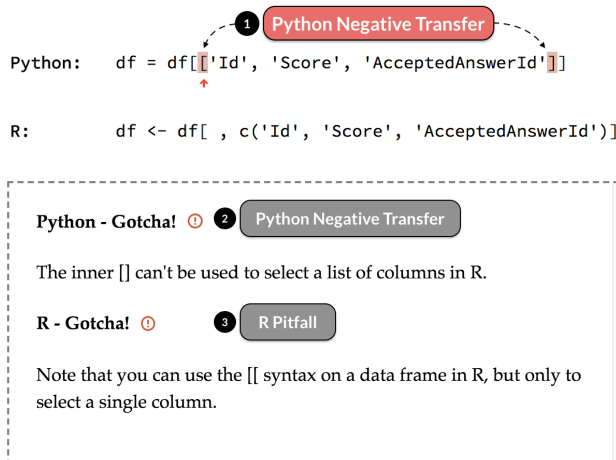 1 Python Negative Transfer
Python: df = df[['Id', 'Score', 'AcceptedAnswerId']]
R: df <- df[ , c('Id', 'Score', 'AcceptedAnswerId')]
Python - Gotcha! 2 Python Negative Transfer
The inner [] can't be used to select a list of columns in R.
R - Gotcha! 3 R Pitfall
Note that you can use the [[ syntax on a data frame in R, but only to
select a single column.